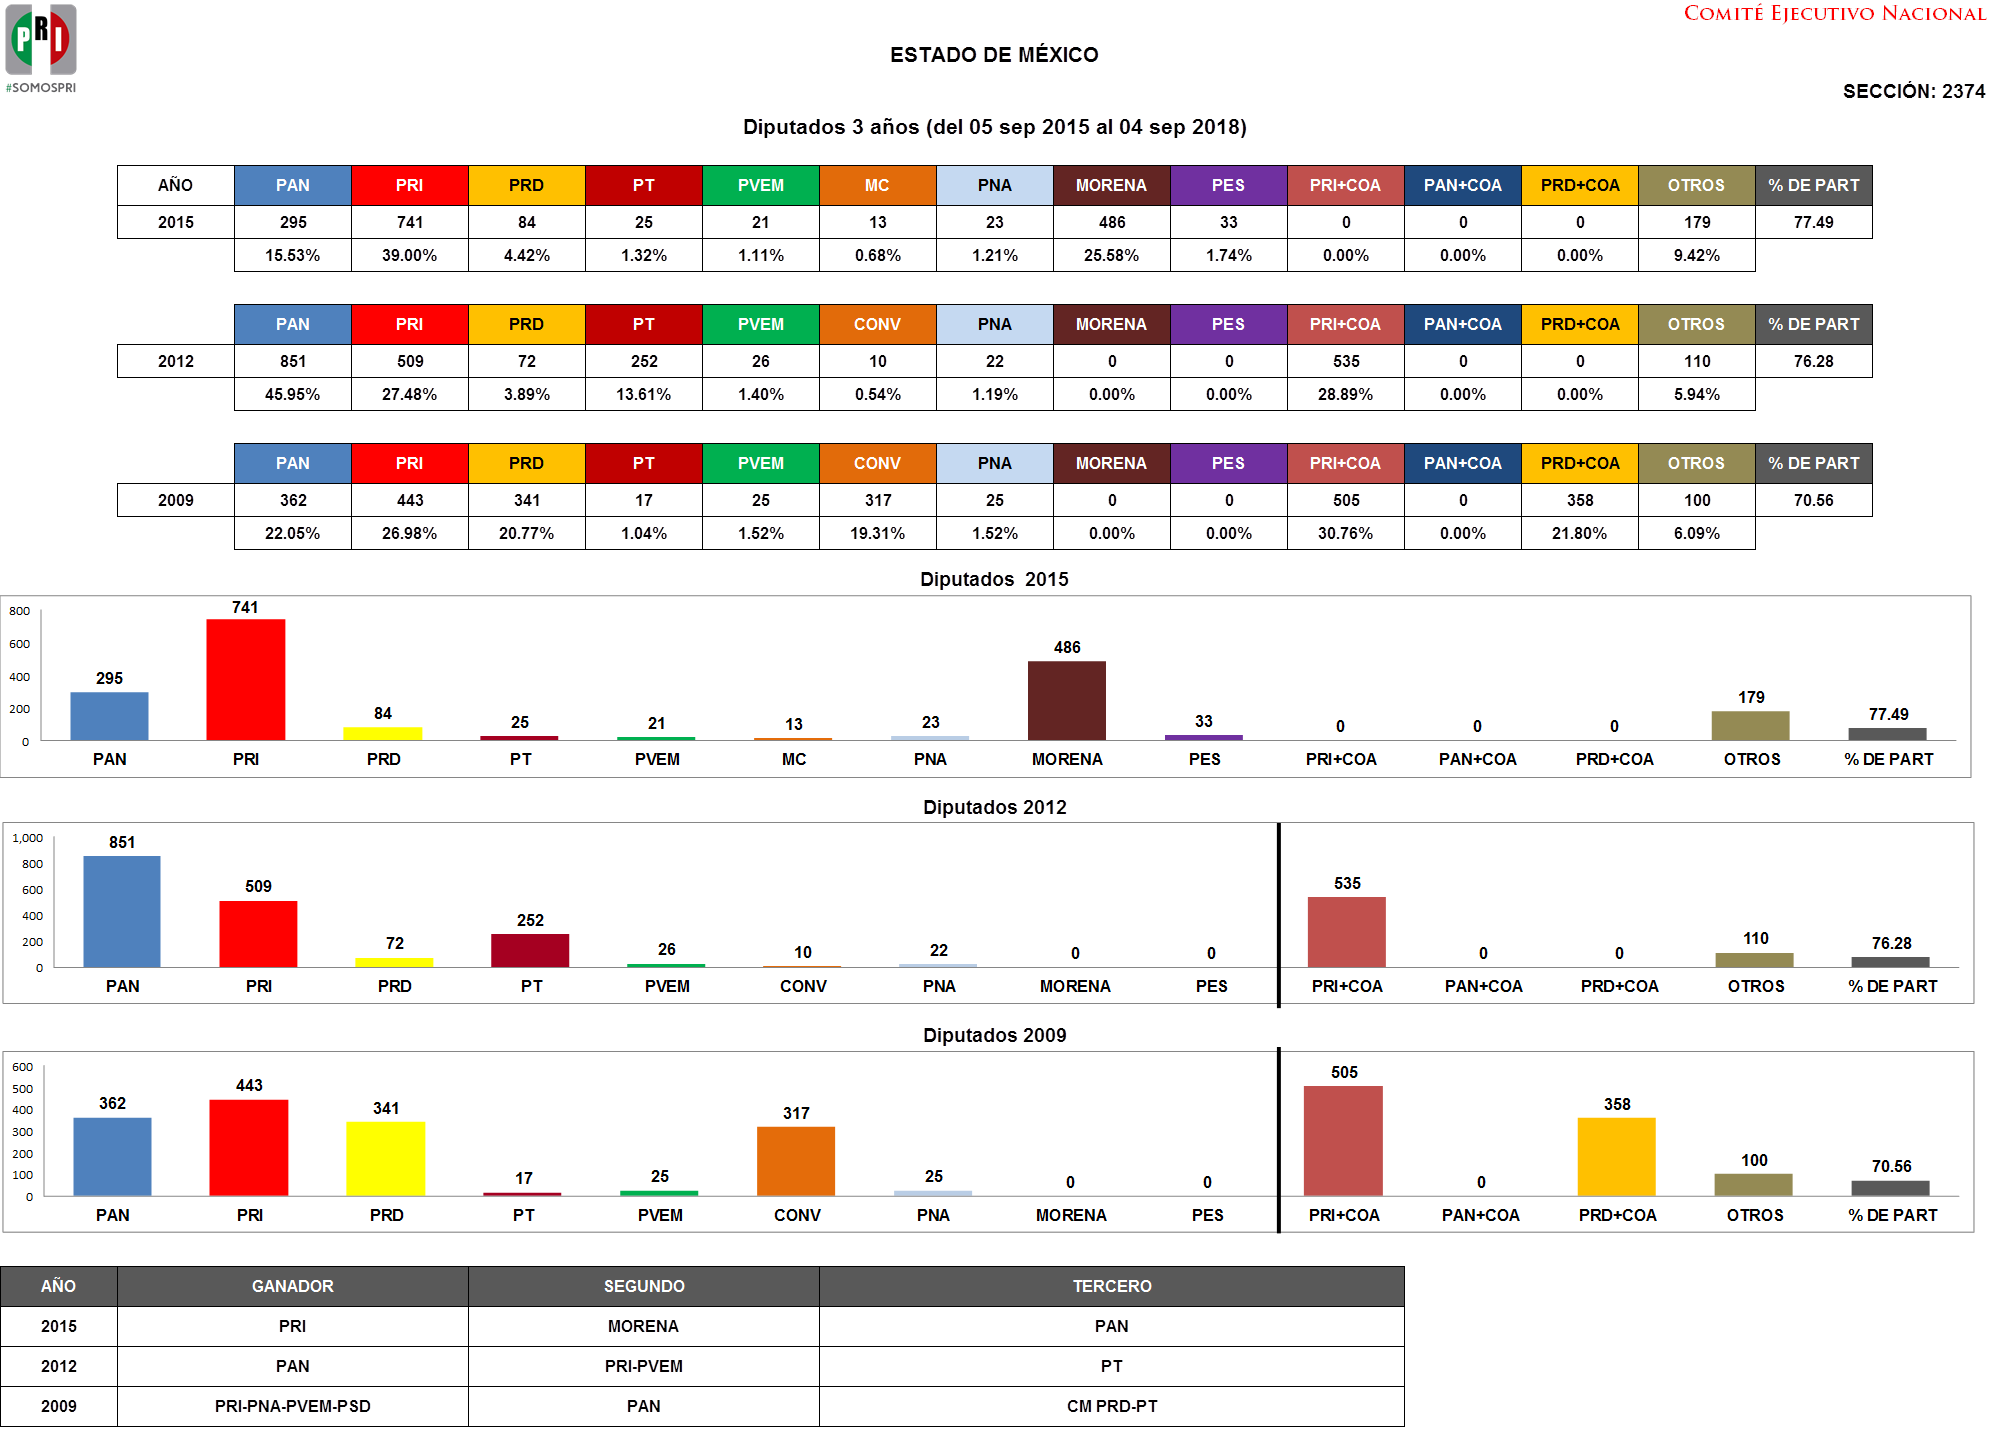 PRI
#SOMOSPRI
COMITÉ EJECUTIVO NACIONAL
ESTADO DE MÉXICO
SECCIÓN: 2374
Diputados 3 años (del 05 sep 2015 al 04 sep 2018)
AÑO PAN PRI PRD PT PVEM MC PNA MORENA PES PRI+COA PAN+COA PRD+COA OTROS % DE PART
2015 295 741 84 25 21 13 23 486 33 0 0 0 179 77.49
15.53% 39.00% 4.42% 1.32% 1.11% 0.68% 1.21% 25.58% 1.74% 0.00% 0.00% 0.00% 9.42%
PAN PRI PRD PT PVEM CONV PNA MORENA PES PRI+COA PAN+COA PRD+COA OTROS % DE PART
2012 851 509 72 252 26 10 22 0 0 535 0 0 110 76.28
45.95% 27.48% 3.89% 13.61% 1.40% 0.54% 1.19% 0.00% 0.00% 28.89% 0.00% 0.00% 5.94%
PAN PRI PRD PT PVEM CONV PNA MORENA PES PRI+COA PAN+COA PRD+COA OTROS % DE PART
2009 362 443 341 17 25 317 25 0 0 505 0 358 100 70.56
22.05% 26.98% 20.77% 1.04% 1.52% 19.31% 1.52% 0.00% 0.00% 30.76% 0.00% 21.80% 6.09%
Diputados 2015
800
600
400
200
0
295 741 84 25 21 13 23 486 33 0 0 0 179 77.49
PAN PRI PRD PT PVEM MC PNA MORENA PES PRI+COA PAN+COA PRD+COA OTROS % DE PART
Diputados 2012
1,000
800
600
400
200
0
851 509 72 252 26 10 22 0 0 535 0 0 110 76.28
PAN PRI PRD PT PVEM CONV PNA MORENA PES PRI+COA PAN+COA PRD+COA OTROS % DE PART
Diputados 2009
600
500
400
300
200
100
0
362 443 341 17 25 317 25 0 0 505 0 358 100 70.56
PAN PRI PRD PT PVEM CONV PNA MORENA PES PRI+COA PAN+COA PRD+COA OTROS % DE PART
AÑO GANADOR SEGUNDO TERCERO
2015 PRI MORENA PAN
2012 PAN PRI-PVEM PT
2009 PRI-PNA-PVEM-PSD PAN CM PRD-PT